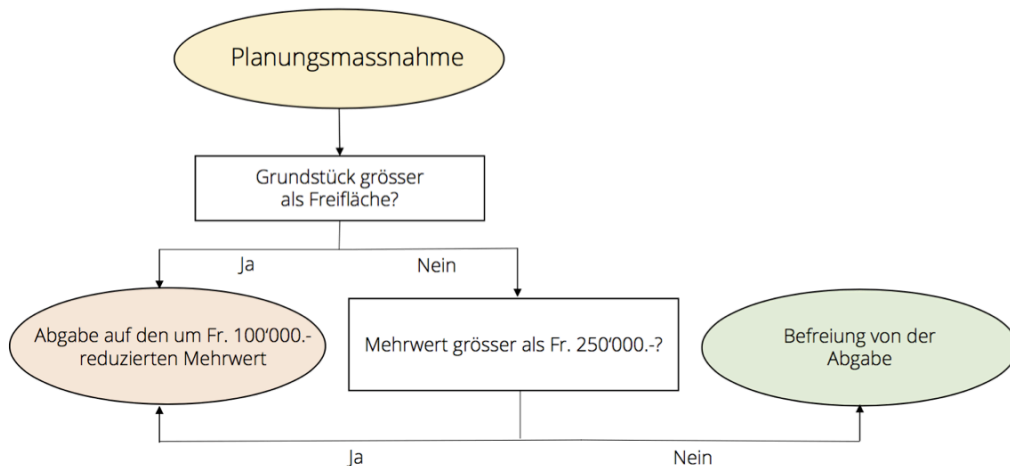 Planungsmassnahme
Grundstück grösser
als Freifläche?
Ja
Nein
Abgabe auf den um Fr. 100‘000.-
reduzierten Mehrwert
Mehrwert grösser als Fr. 250‘000.-?
Befreiung von der
Abgabe
Ja
Nein